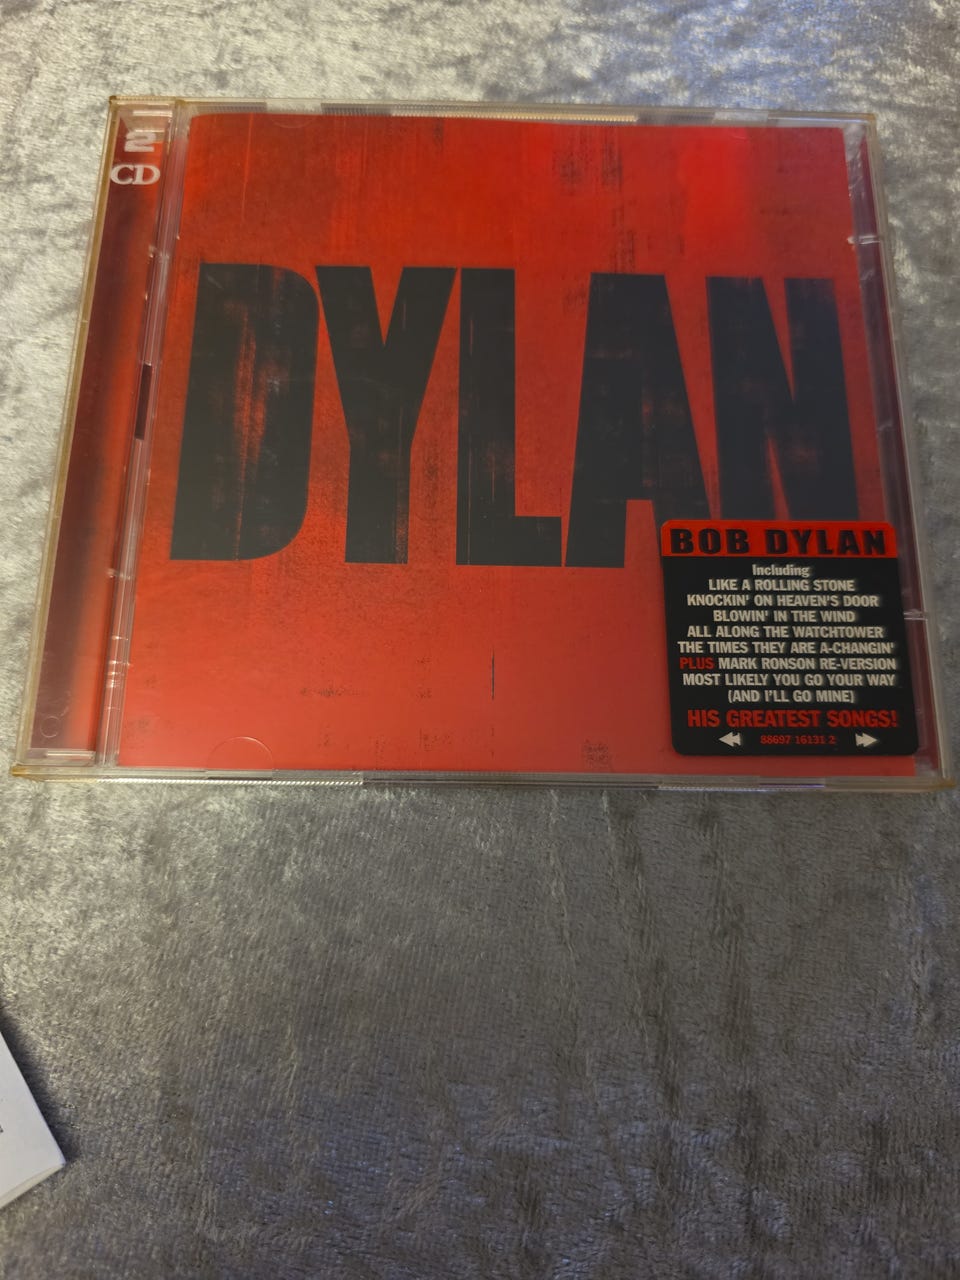 2
CD
DYLAN
BOB DYLAN
Including
LIKE A ROLLING STONE
KNOCKIN' ON HEAVEN'S DOOR
BLOWIN' IN THE WIND
ALL ALONG THE WATCHTOWER
THE TIMES THEY ARE A-CHANGIN'
PLUS MARK RONSON RE-VERSION
MOST LIKELY YOU GO YOUR WAY
(AND I'LL GO MINE)
HIS GREATEST SONGS!
88697 16131 2